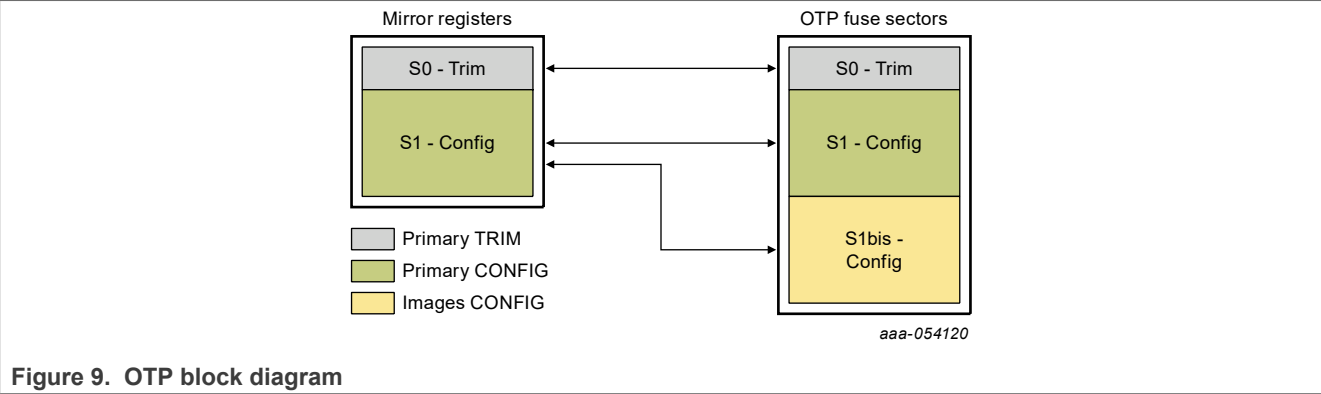 Mirror registers
OTP fuse sectors
S0 - Trim
S0 - Trim
S1 - Config
S1 - Config
S1bis -
Config
Primary TRIM
Primary CONFIG
Images CONFIG
aaa-054120
Figure 9. OTP block diagram